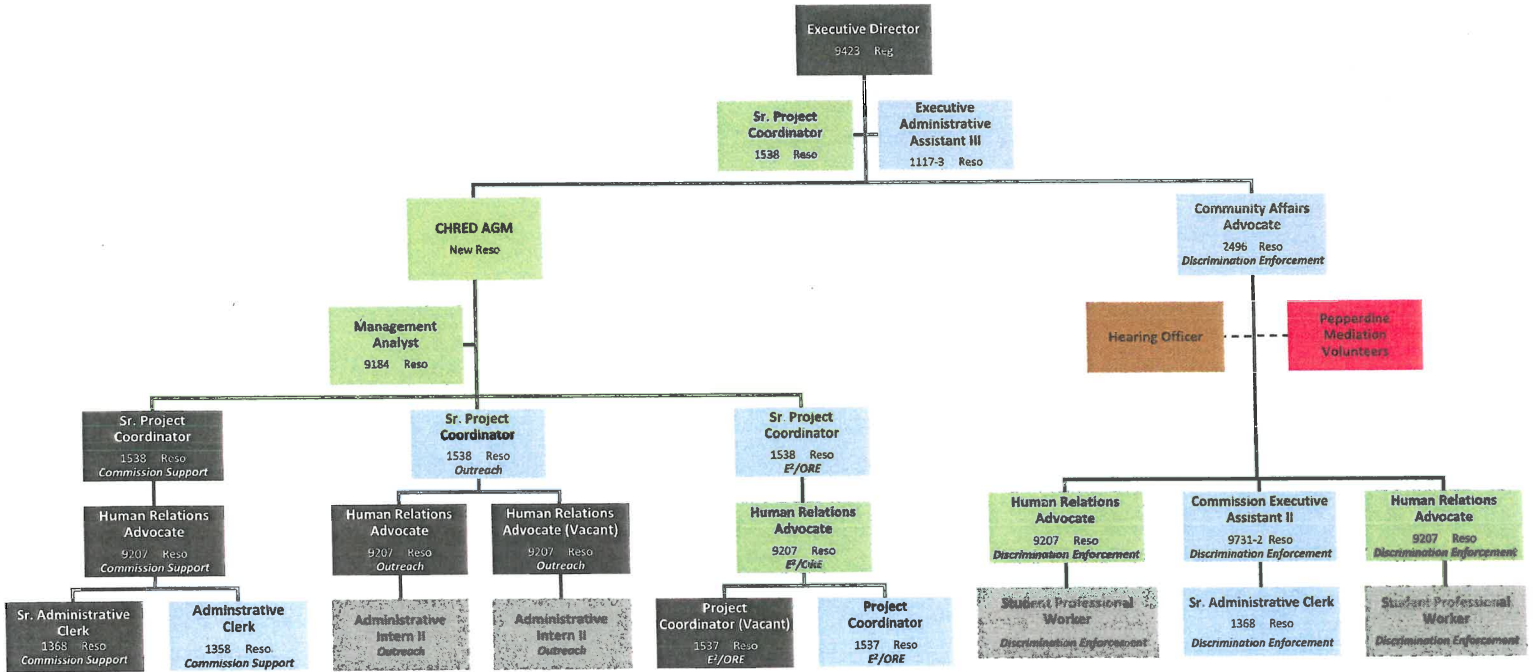 Executive Director
9423 Reg
Sr. Project
Coordinator
1538 Reso
Executive
Administrative
Assistant III
1117-3 Reso
CHRED AGM
New Reso
Community Affairs
Advocate
2496 Reso
Discrimination Enforcement
Management
Analyst
9184 Reso
Hearing Officer
Pepperdine
Mediation
Volunteers
Sr. Project
Coordinator
1538 Reso
Commission Support
Sr. Project
Coordinator
1538 Reso
Outreach
Sr. Project
Coordinator
1538 Reso
E²/ORE
Human Relations
Advocate
9207 Reso
Commission Support
Human Relations
Advocate
9207 Reso
Outreach
Human Relations
Advocate (Vacant)
9207 Reso
Outreach
Human Relations
Advocate
9207 Reso
E²/ORE
Human Relations
Advocate
9207 Reso
Discrimination Enforcement
Commission Executive
Assistant II
9731-2 Reso
Discrimination Enforcement
Human Relations
Advocate
9207 Reso
Discrimination Enforcement
Sr. Administrative
Clerk
1368 Reso
Commission Support
Adminstrative
Clerk
1358 Reso
Commission Support
Administrative
Intern II
Outreach
Administrative
Intern II
Outreach
Project
Coordinator (Vacant)
1537 Reso
E²/ORE
Project
Coordinator
1537 Reso
E²/ORE
Student Professional
Worker
Discrimination Enforcement
Sr. Administrative Clerk
1368 Reso
Discrimination Enforcement
Student Professional
Worker
Discrimination Enforcement